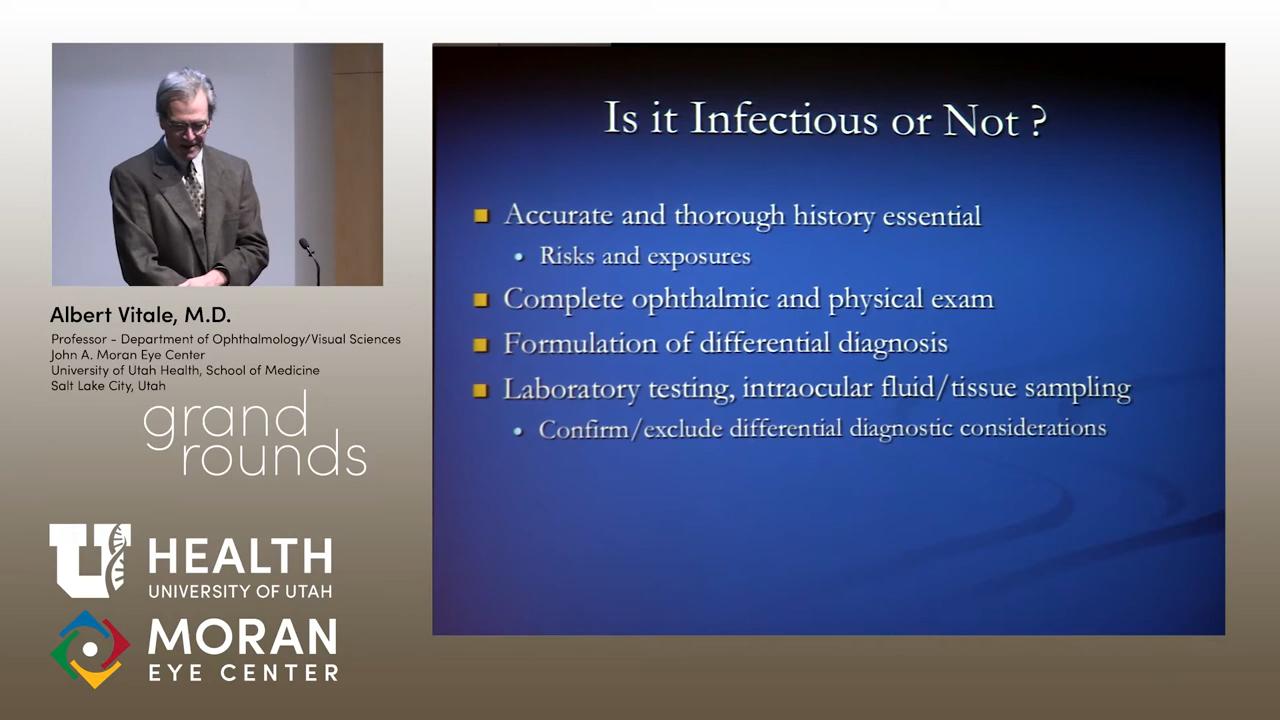 Is it Infectious or Not ?
Accurate and thorough history essential
Risks and exposures
Complete ophthalmic and physical exam
Formulation of differential diagnosis
Laboratory testing, intraocular fluid/tissue sampling
Confirm/exclude differential diagnostic considerations
Albert Vitale, M.D.
Professor - Department of Ophthalmology/Visual Sciences
John A. Moran Eye Center
University of Utah Health, School of Medicine
Salt Lake City, Utah
grand
rounds
U HEALTH
UNIVERSITY OF UTAH
MORAN
EYE CENTER